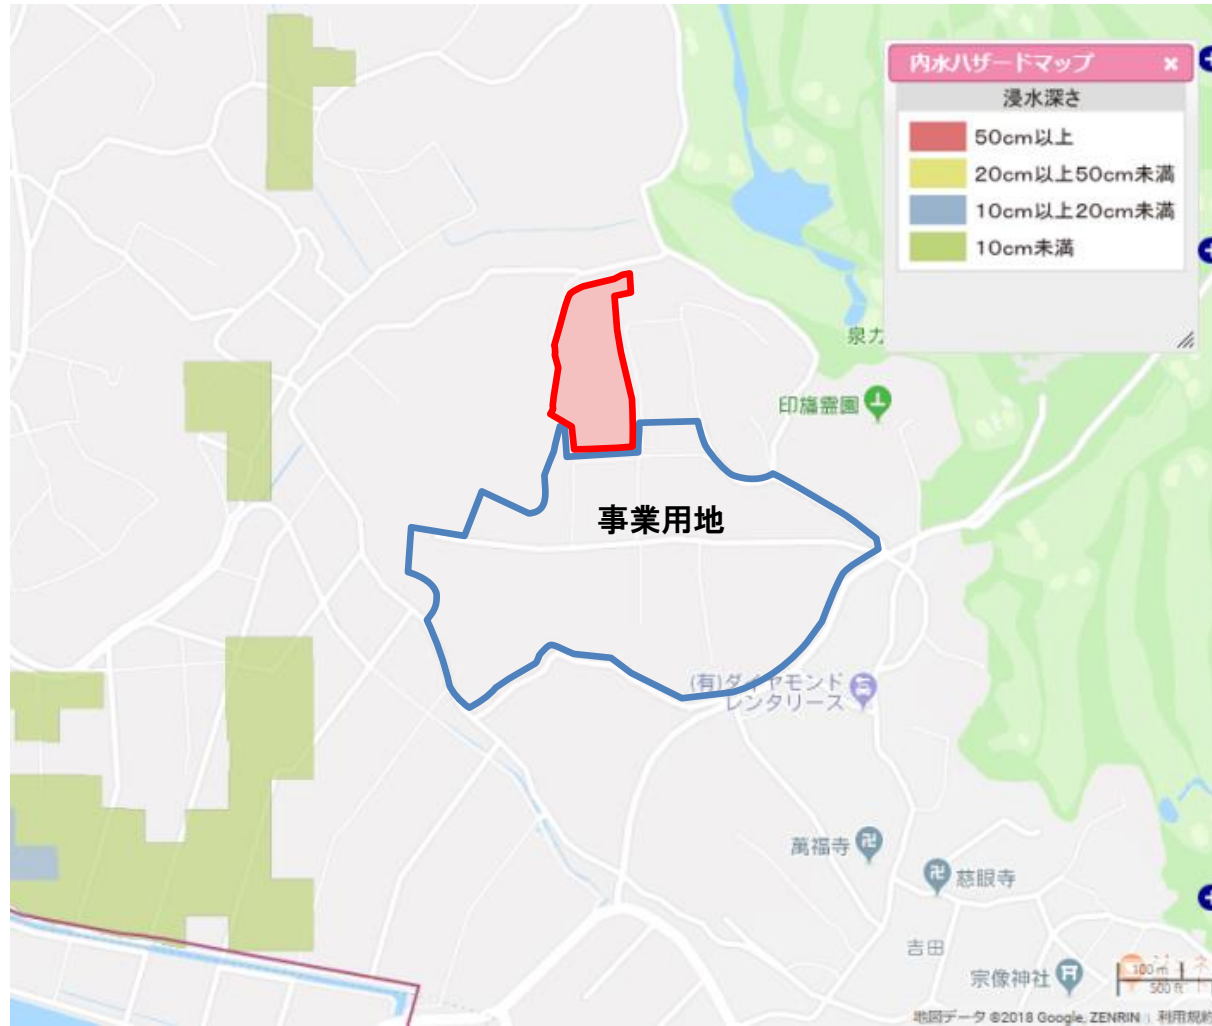 内水ハザードマップ
浸水深さ
50cm以上
20cm以上50cm未満
10cm以上20cm未満
10cm未満
泉カ
印旛霊園
事業用地
(有)ダイヤモンド
レンタリース
萬福寺
慈眼寺
吉田
宗像神社
100 m
500 ft
地図データ ©2018 Google, ZENRIN
利用規約